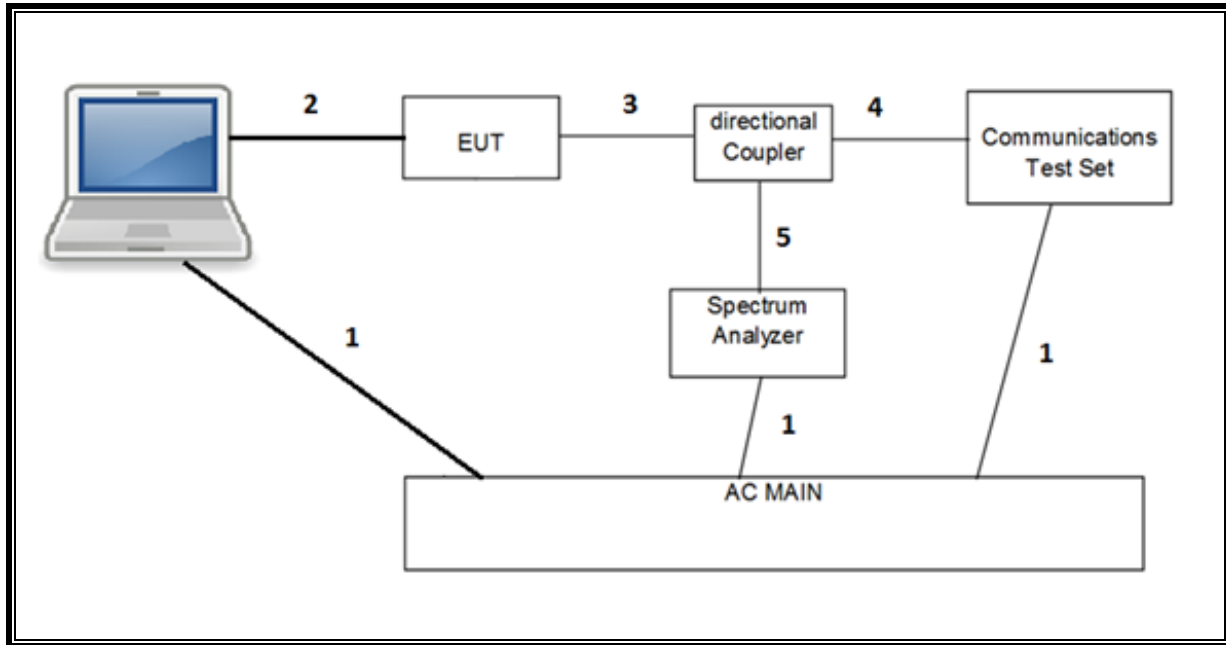 2
EUT
3
directional
Coupler
4
Communications
Test Set
5
Spectrum
Analyzer
1
1
1
AC MAIN